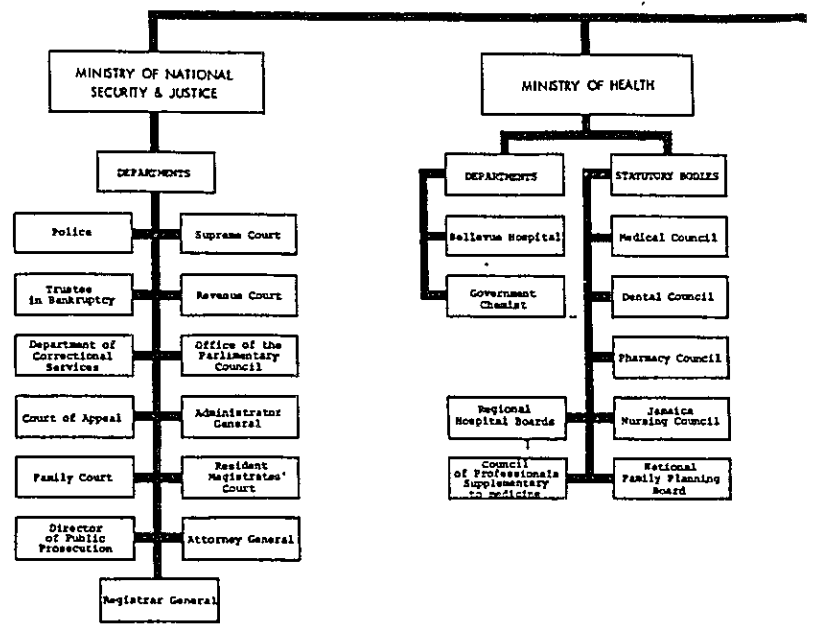 MINISTRY OF NATIONAL
SECURITY & JUSTICE
DEPARTMENTS
Police
Supreme Court
Trustee
in Bankruptcy
Revenue Court
Department of
Correctional
Services
Office of the
Parlimentary
Council
Court of Appeal
Administrator
General
Family Court
Resident
Magistrates'
Court
Director
of Public
Prosecution
Attorney General
Registrar General
MINISTRY OF HEALTH
DEPARTMENTS
Bellevue Hospital
Government
Chemist
STATUTORY BODIES
Medical Council
Dental Council
Pharmacy Council
Regional
Hospital Boards
Jamaica
Nursing Council
Council
of Professionals
Supplementary
to medicine
National
Family Planning
Board